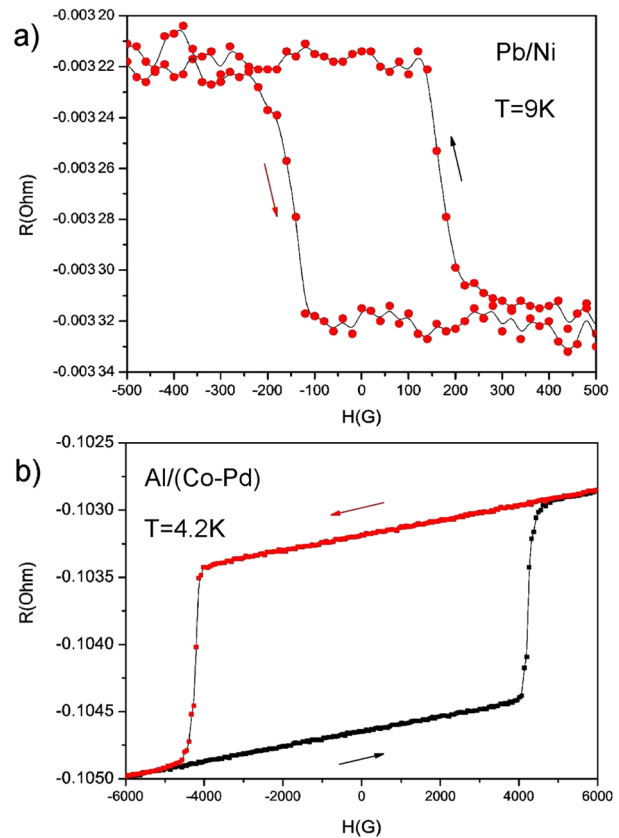 a)
-0.00320
Pb/Ni
-0.00322
T=9K
-0.00324
-0.00326
R(Ohm)
-0.00328
-0.00330
-0.00332
-0.00334
-500 -400 -300 -200 -100 0 100 200 300 400 500
H(G)
b)
-0.1025
Al/(Co-Pd)
-0.1030
T=4.2K
-0.1035
R(Ohm)
-0.1040
-0.1045
-0.1050
-6000 -4000 -2000 0 2000 4000 6000
H(G)